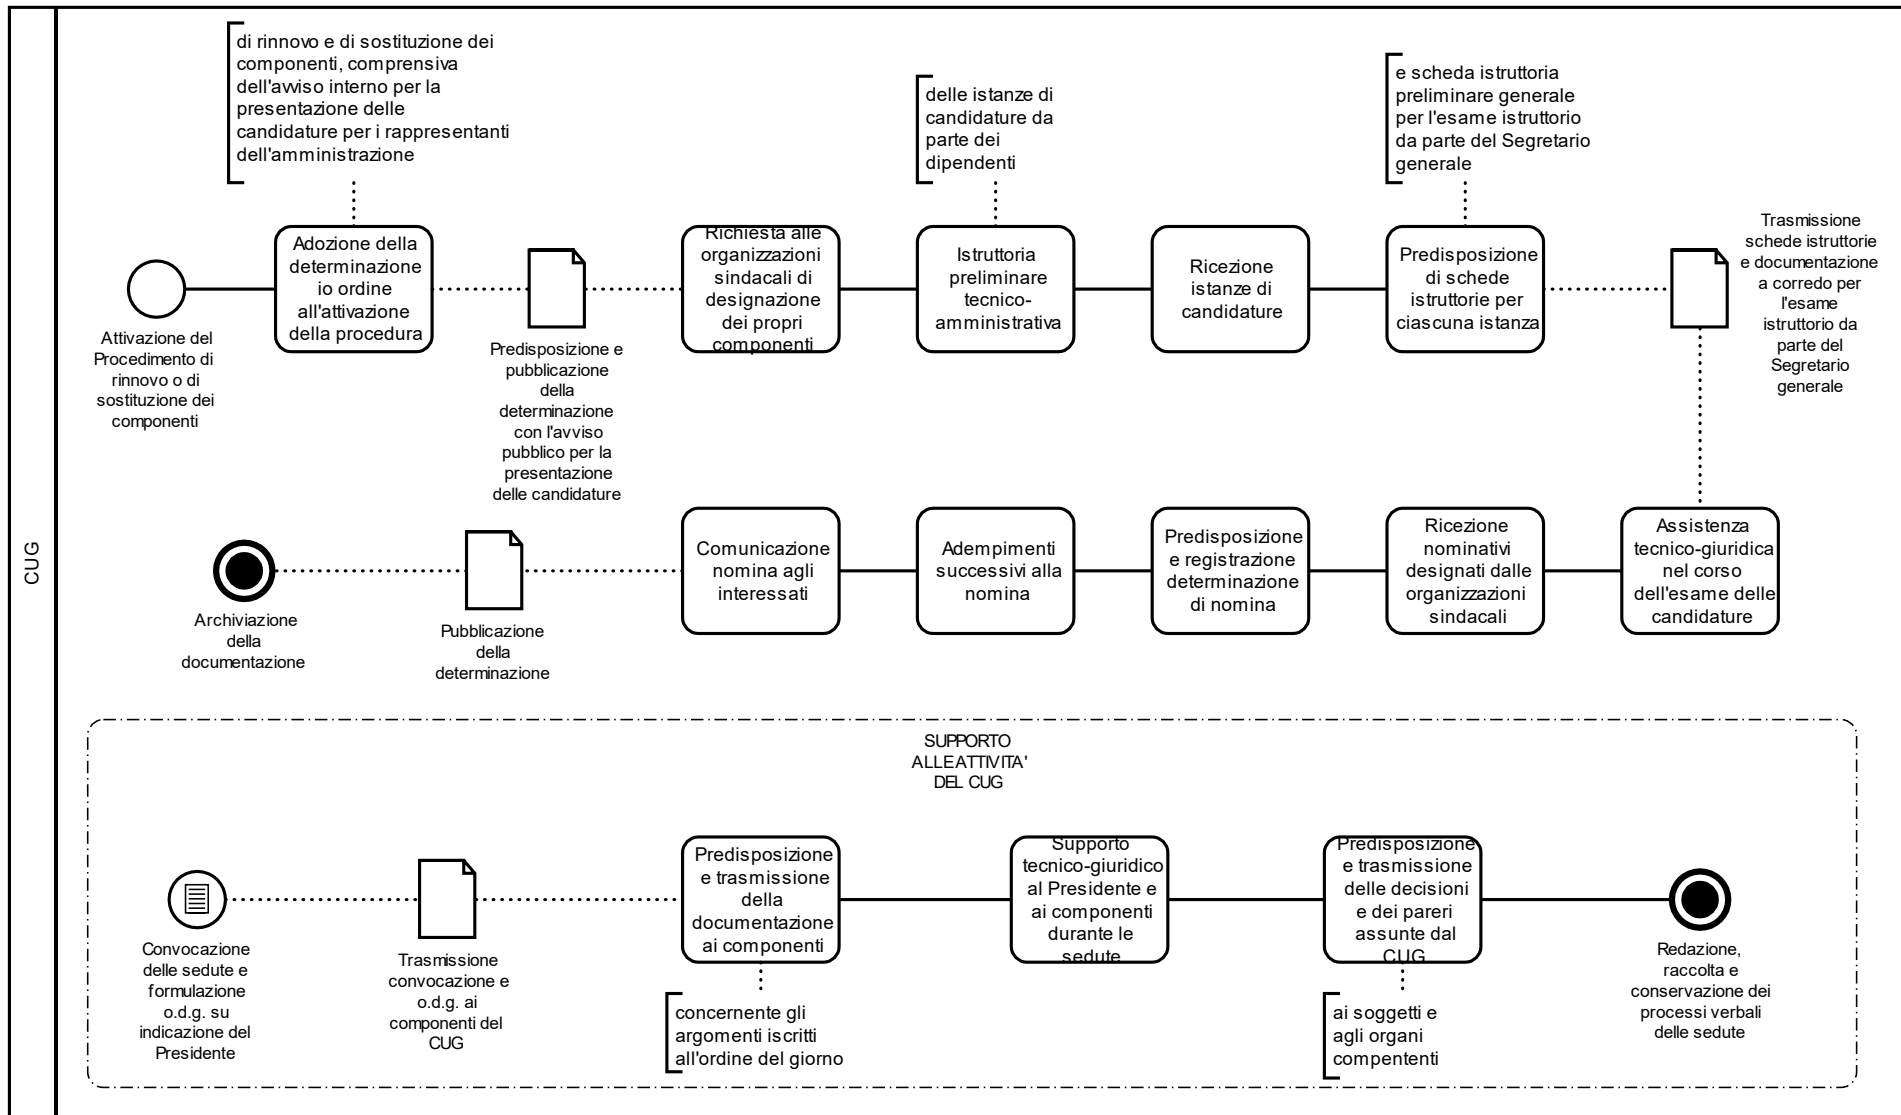 CUG
di rinnovo e di sostituzione dei
componenti, comprensiva
dell'avviso interno per la
presentazione delle
candidature per i rappresentanti
dell'amministrazione
delle istanze di
candidature da
parte dei
dipendenti
e scheda istruttoria
preliminare generale
per l'esame istruttorio
da parte del Segretario
generale
Attivazione del
Procedimento di
rinnovo o di
sostituzione dei
componenti
Adozione della
determinazione
io ordine
all'attivazione
della procedura
Predisposizione e
pubblicazione
della
determinazione
con l'avviso
pubblico per la
presentazione
delle candidature
Richiesta alle
organizzazioni
sindacali di
designazione
dei propri
componenti
Istruttoria
preliminare
tecnico-
amministrativa
Ricezione
istanze di
candidature
Predisposizione
di schede
istruttorie per
ciascuna istanza
Trasmissione
schede istruttorie
e documentazione
a corredo per
l'esame
istruttorio da
parte del
Segretario
generale
Archiviazione
della
documentazione
Pubblicazione
della
determinazione
Comunicazione
nomina agli
interessati
Adempimenti
successivi alla
nomina
Predisposizione
e registrazione
determinazione
di nomina
Ricezione
nominativi
designati dalle
organizzazioni
sindacali
Assistenza
tecnico-giuridica
nel corso
dell'esame delle
candidature
SUPPORTO
ALLE ATTIVITA'
DEL CUG
Convocazione
delle sedute e
formulazione
o.d.g. su
indicazione del
Presidente
Trasmissione
convocazione e
o.d.g. ai
componenti del
CUG
Predisposizione
e trasmissione
della
documentazione
ai componenti
concernente gli
argomenti iscritti
all'ordine del giorno
Supporto
tecnico-giuridico
al Presidente e
ai componenti
durante le
sedute
Predisposizione
e trasmissione
delle decisioni
e dei pareri
assunte dal
CUG
ai soggetti e
agli organi
compententi
Redazione,
raccolta e
conservazione dei
processi verbali
delle sedute